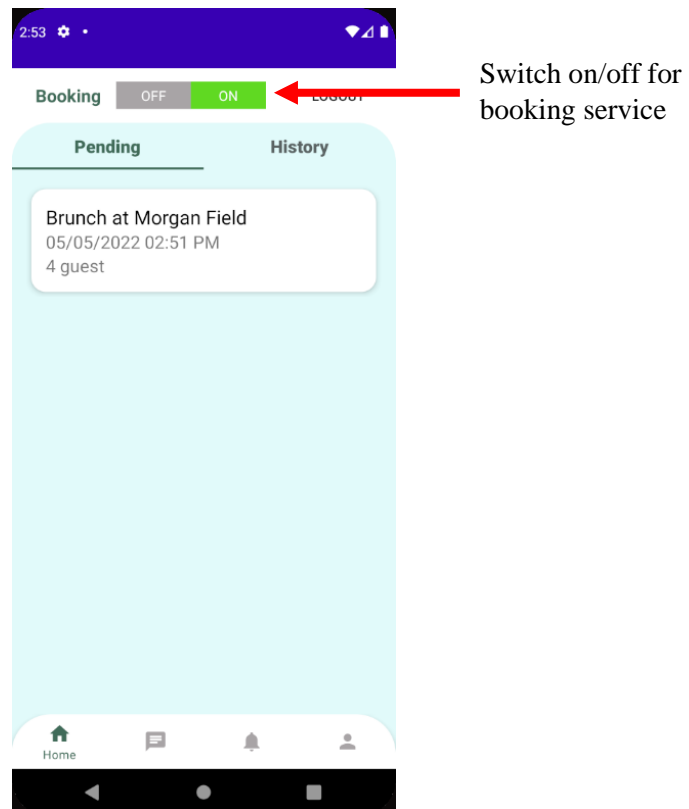 2:53
Booking OFF ON LOGOUT
Switch on/off for
booking service
Pending History
Brunch at Morgan Field
05/05/2022 02:51 PM
4 guest
Home